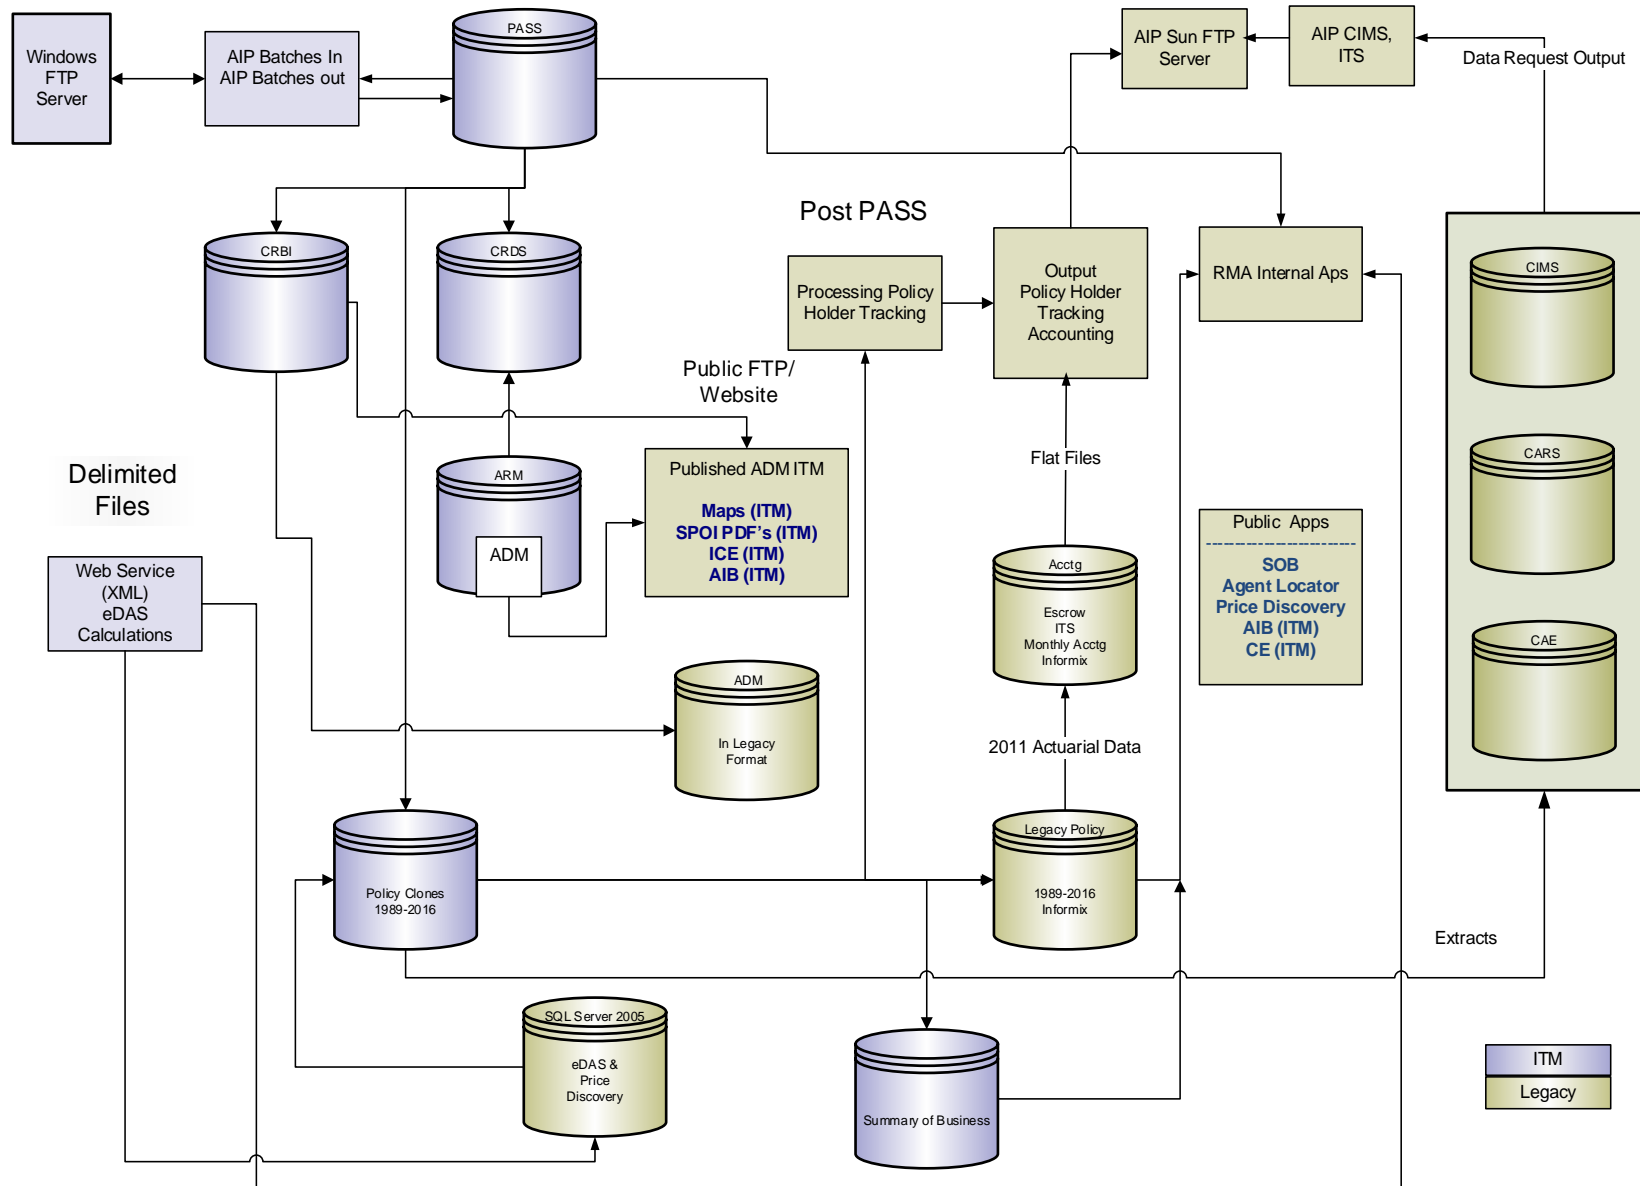 PASS
Windows
FTP
Server
AIP Batches In
AIP Batches out
AIP Sun FTP
Server
AIP CIMS,
ITS
Data Request Output
Post PASS
CRBI
CRDS
Processing Policy
Holder Tracking
Output
Policy Holder
Tracking
Accounting
RMA Internal Aps
CIMS
Public FTP/
Website
Delimited
Files
ARM
ADM
Published ADM ITM
Maps (ITM)
SPOI PDF's (ITM)
ICE (ITM)
AIB (ITM)
Flat Files
CARS
Public Apps
SOB
Agent Locator
Price Discovery
AIB (ITM)
CE (ITM)
Web Service
(XML)
eDAS
Calculations
Acctg
Escrow
ITS
Monthly Acctg
Informix
CAE
ADM
In Legacy
Format
2011 Actuarial Data
Policy Clones
1989-2016
Legacy Policy
1989-2016
Informix
Extracts
SQL Server 2005
eDAS &
Price
Discovery
Summary of Business
ITM
Legacy